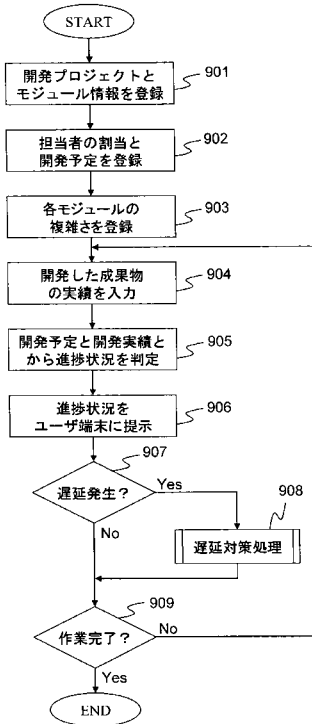 START
開発プロジェクトと
モジュール情報を登録
901
担当者の割当と
開発予定を登録
902
各モジュールの
複雑さを登録
903
開発した成果物
の実績を入力
904
開発予定と開発実績と
から進捗状況を判定
905
進捗状況を
ユーザ端末に提示
906
907
遅延発生?
Yes
No
908
遅延対策処理
909
作業完了?
No
Yes
END